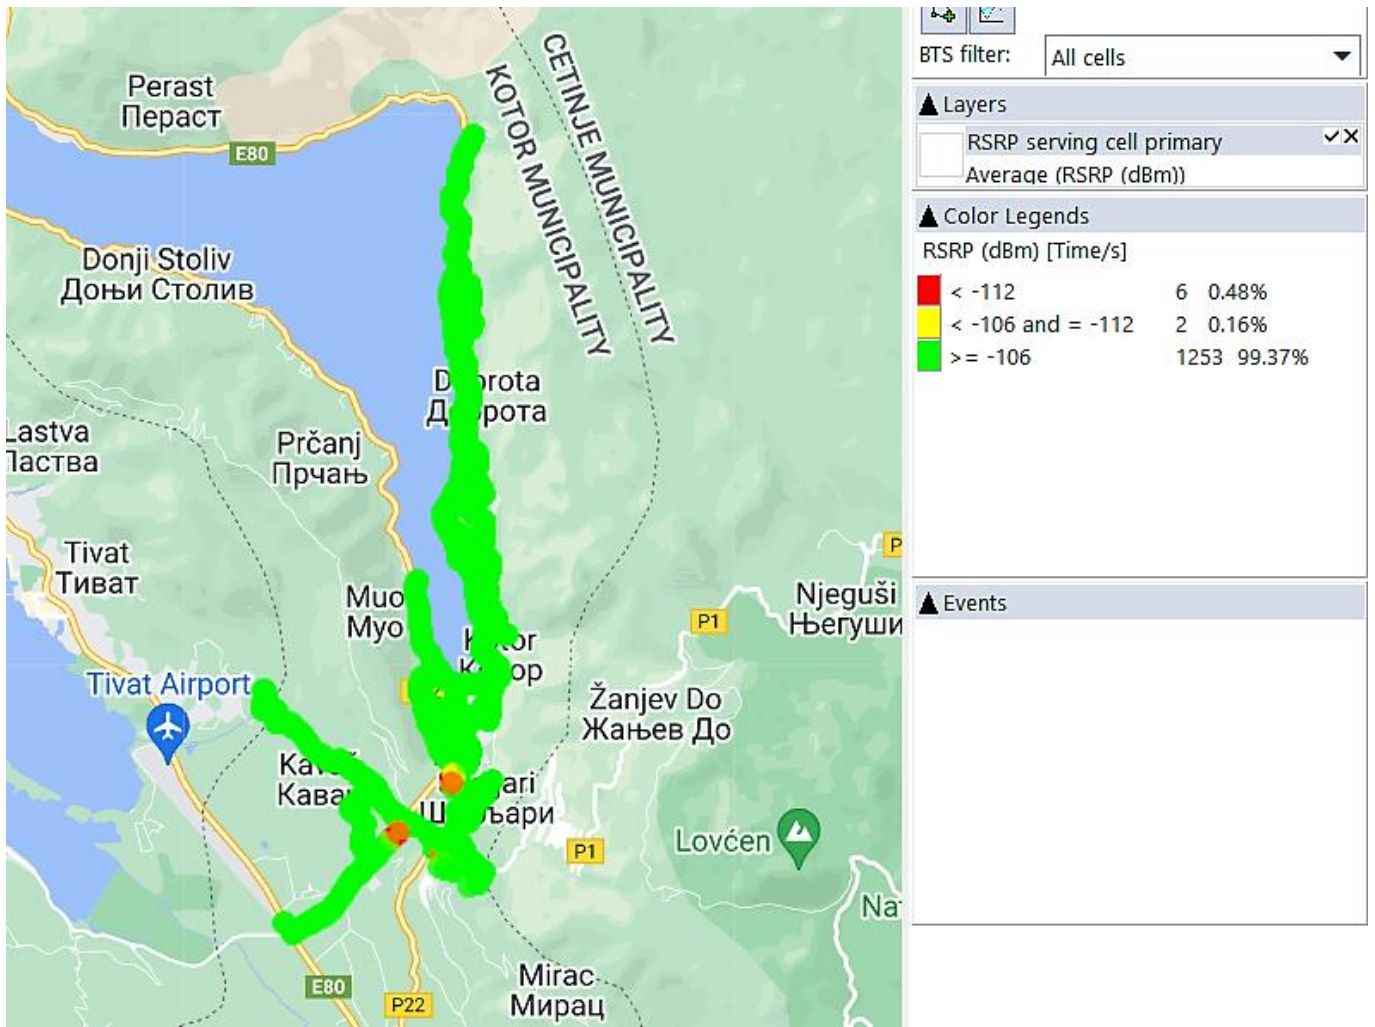 Perast
Пераст
E80
CETINJE MUNICIPALITY
KOTOR MUNICIPALITY
Donji Stoliv
Доњи Столив
Lastva
Prčanj
Прчањ
Tivat
Тиват
Muo
Муо
Njeguši
Његуши
P1
Tivat Airport
Žanjev Do
Жањев До
Lovćen
P1
Mirac
Мирац
E80
P22
BTS filter:
All cells
Layers
RSRP serving cell primary
Average (RSRP (dBm))
Color Legends
RSRP (dBm) [Time/s]
< -112 6 0.48%
< -106 and = -112 2 0.16%
>= -106 1253 99.37%
Events